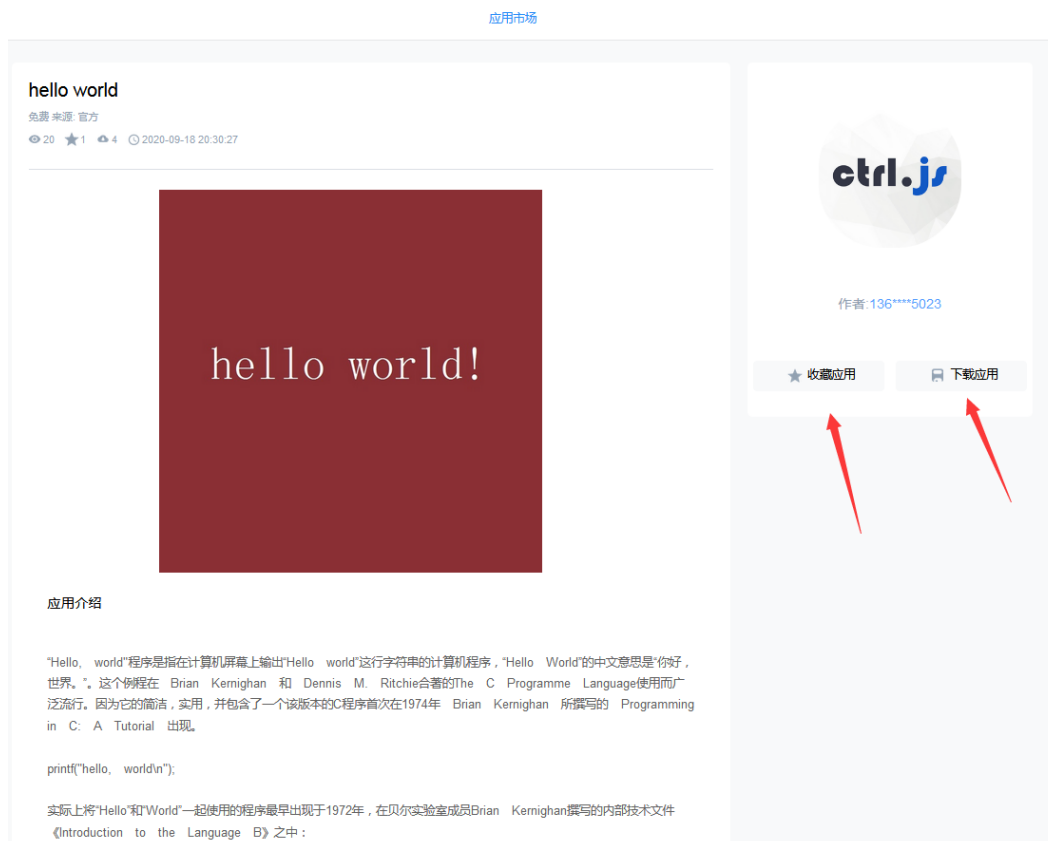 应用市场
hello world
免费 来源: 官方
20 1 4 2020-09-18 20:30:27
hello world!
ctrl.js
作者:136****5023
收藏应用 下载应用
应用介绍
“Hello, world”程序是指在计算机屏幕上输出“Hello world”这行字符串的计算机程序，“Hello World”的中文意思是“你好，
世界。”。这个例程在 Brian Kernighan 和 Dennis M. Ritchie合著的The C Programme Language使用而广
泛流行。因为它的简洁，实用，并包含了一个该版本的C程序首次在1974年 Brian Kernighan 所撰写的 Programming
in C: A Tutorial 出现。
printf("hello, world\n");
实际上将“Hello”和“World”一起使用的程序最早出现于1972年，在贝尔实验室成员Brian Kernighan撰写的内部技术文件
《Introduction to the Language B》之中：